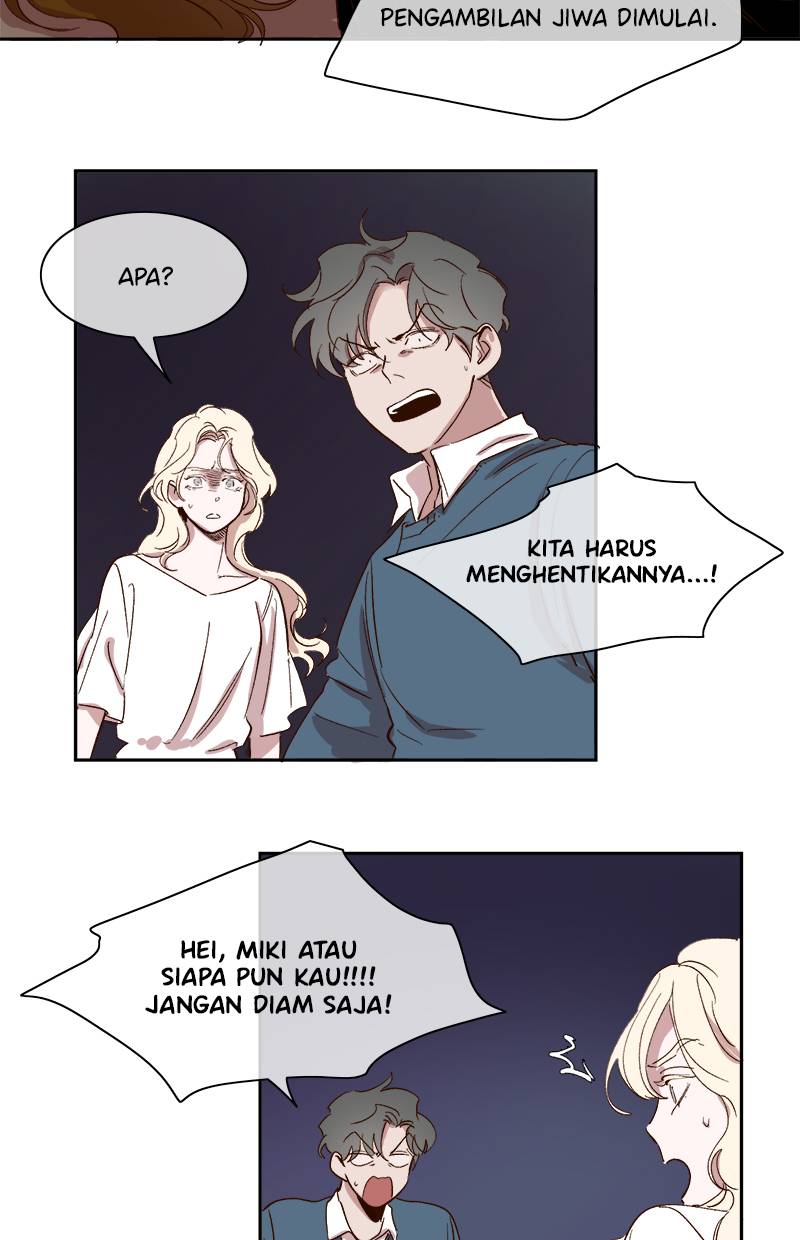 PENGAMBILAN JIWA DIMULAI.
APA?
KITA HARUS
MENGHENTIKANNYA...!
HEI, MIKI ATAU
SIAPA PUN KAU!!!!
JANGAN DIAM SAJA!